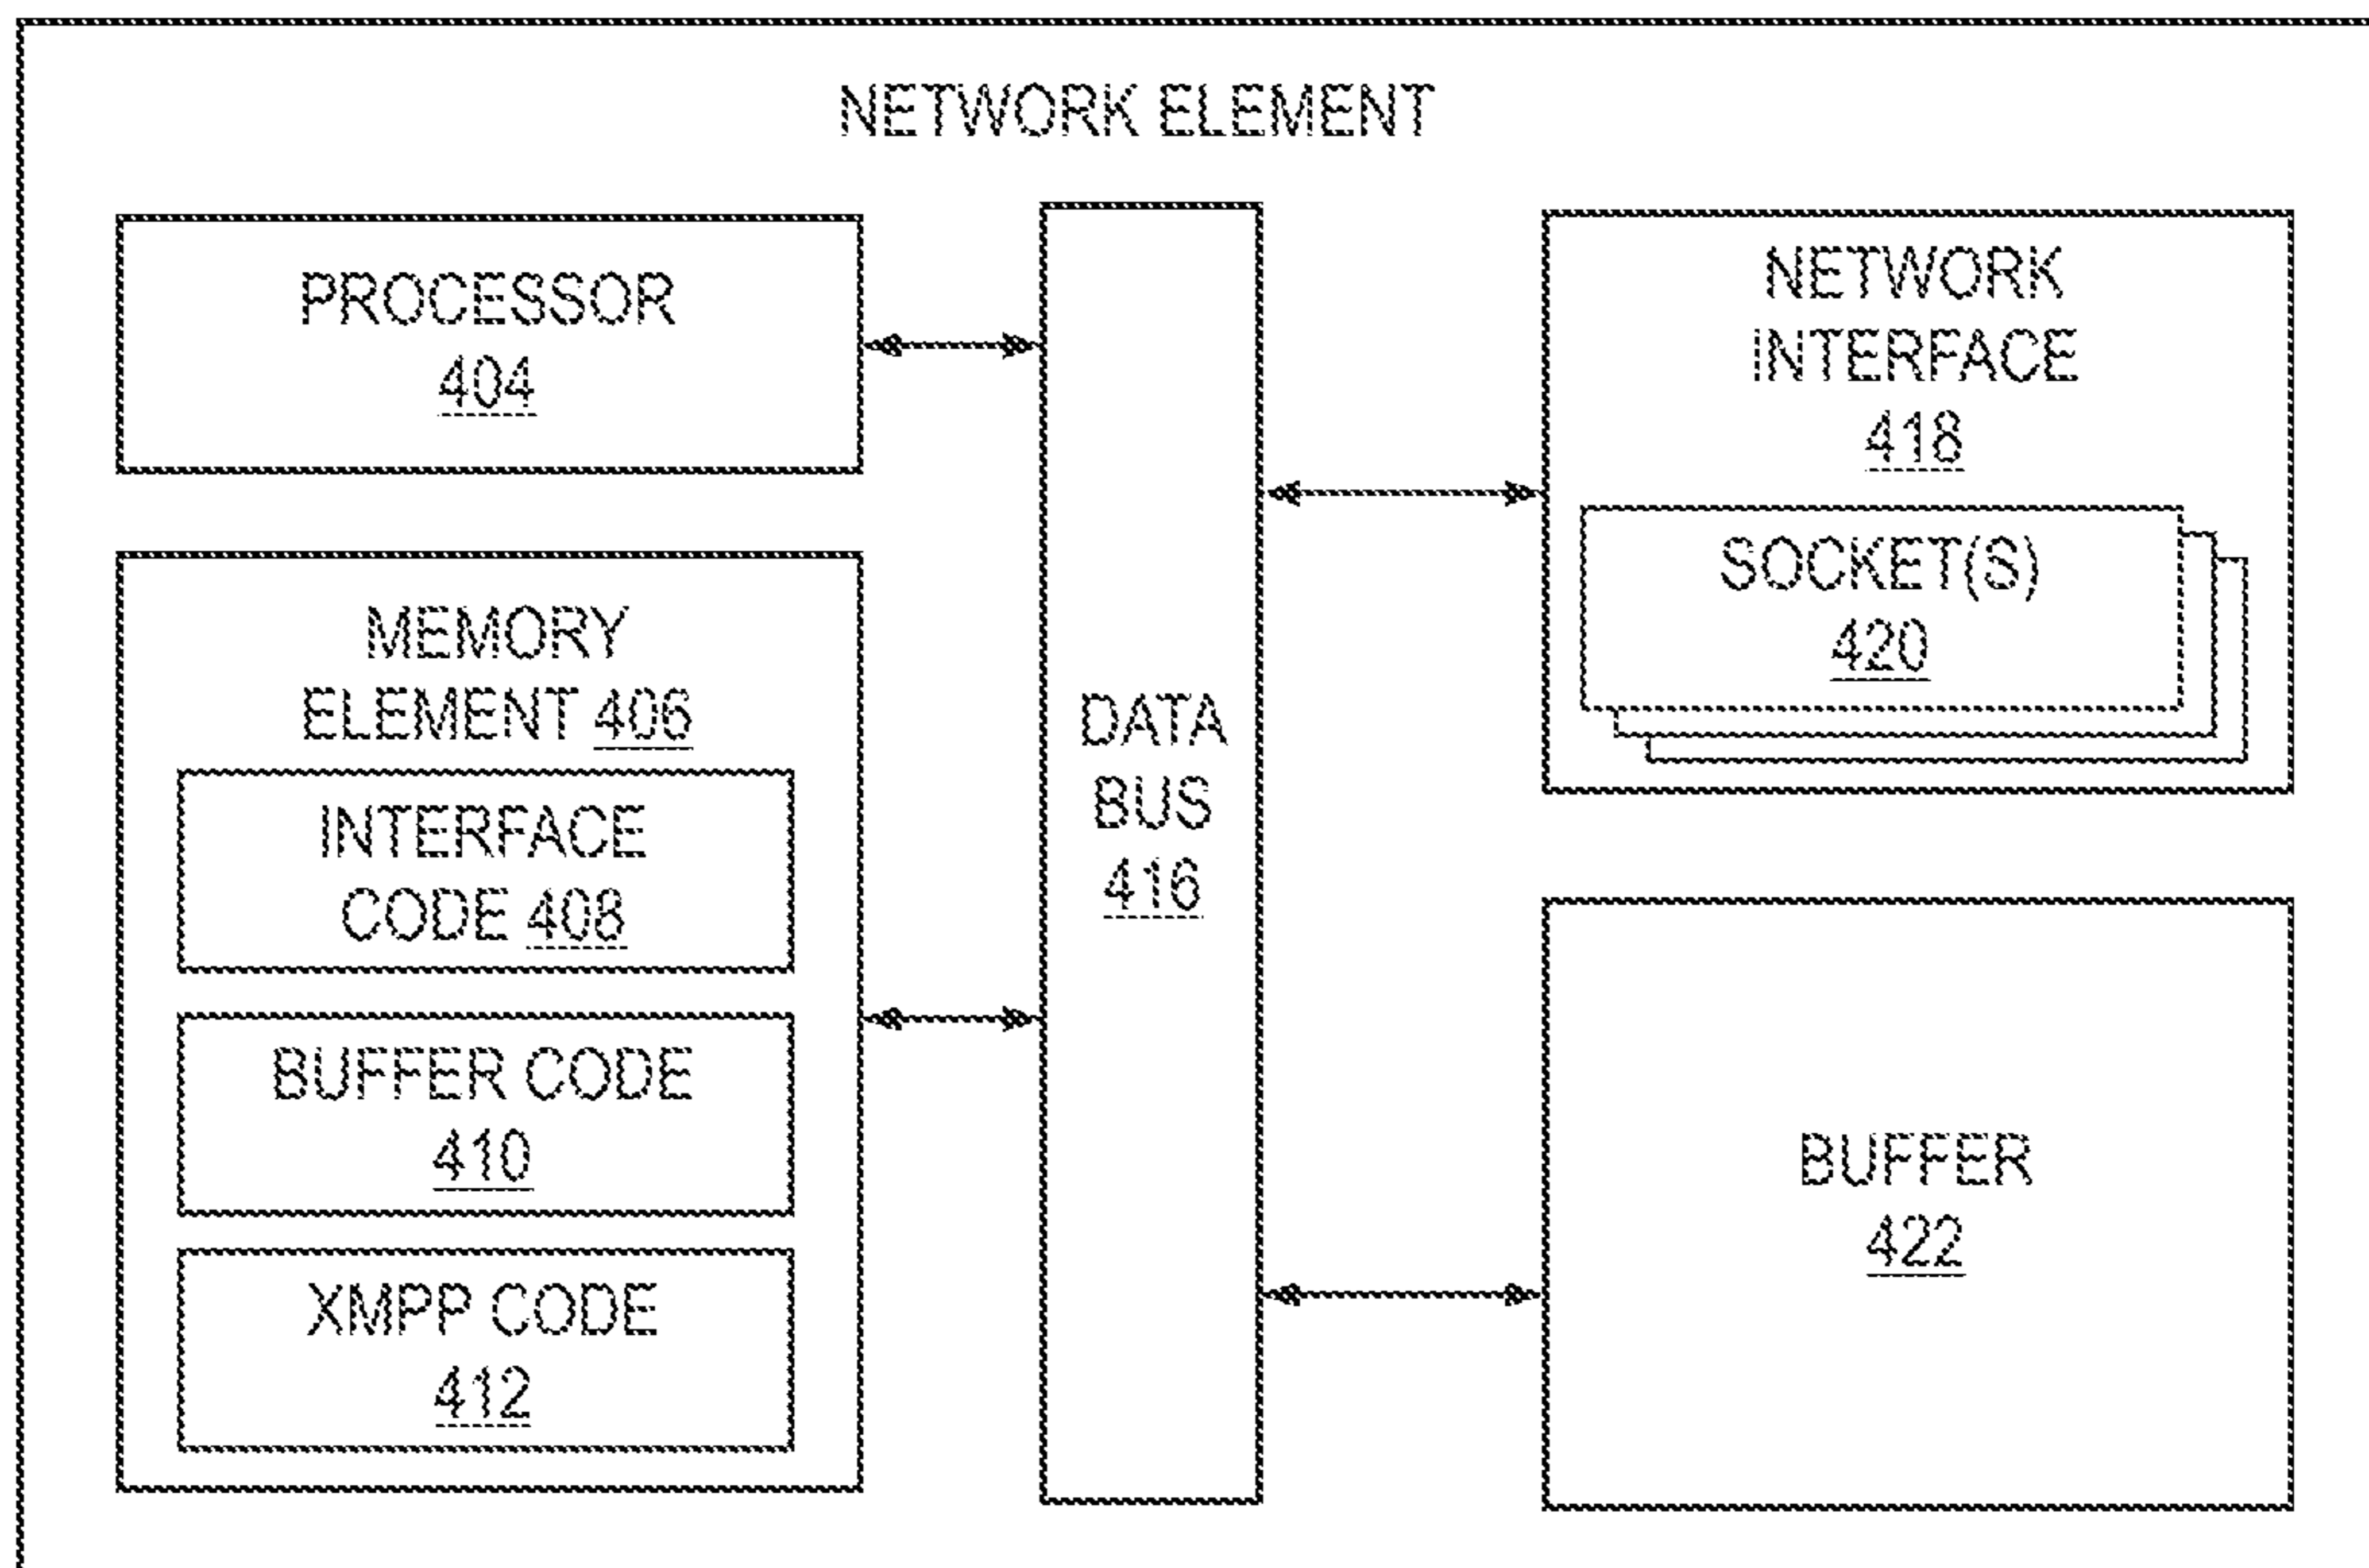 NETWORK ELEMENT
PROCESSOR
404
MEMORY
ELEMENT 406
INTERFACE
CODE 408
BUFFER CODE
410
XMPP CODE
412
DATA
BUS
416
NETWORK
INTERFACE
418
SOCKET(S)
420
BUFFER
422